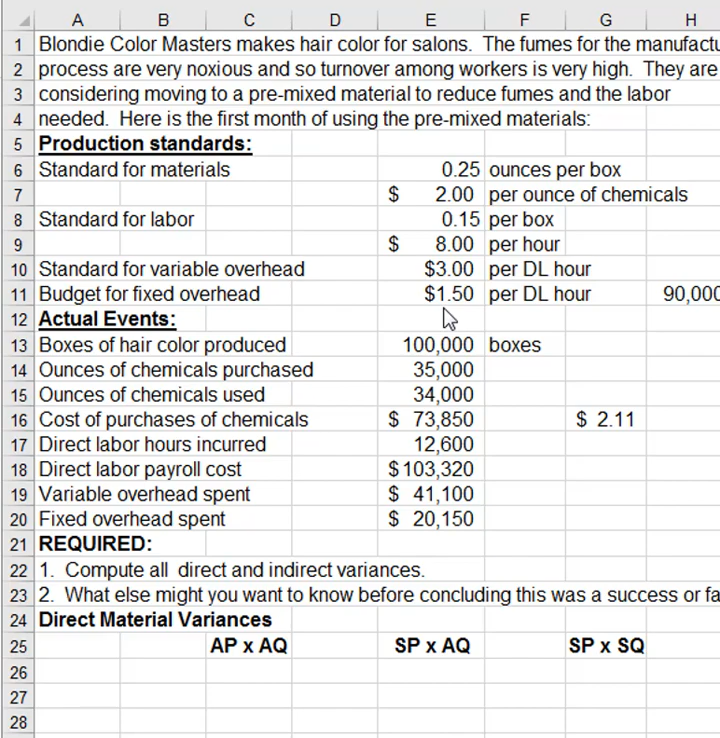 A B C D E F G H
1 Blondie Color Masters makes hair color for salons. The fumes for the manufactu
2 process are very noxious and so turnover among workers is very high. They are
3 considering moving to a pre-mixed material to reduce fumes and the labor
4 needed. Here is the first month of using the pre-mixed materials:
5 Production standards:
6 Standard for materials 0.25 ounces per box
7 $ 2.00 per ounce of chemicals
8 Standard for labor 0.15 per box
9 $ 8.00 per hour
10 Standard for variable overhead $3.00 per DL hour
11 Budget for fixed overhead $1.50 per DL hour 90,000
12 Actual Events:
13 Boxes of hair color produced 100,000 boxes
14 Ounces of chemicals purchased 35,000
15 Ounces of chemicals used 34,000
16 Cost of purchases of chemicals $ 73,850 $ 2.11
17 Direct labor hours incurred 12,600
18 Direct labor payroll cost $103,320
19 Variable overhead spent $ 41,100
20 Fixed overhead spent $ 20,150
21 REQUIRED:
22 1. Compute all direct and indirect variances.
23 2. What else might you want to know before concluding this was a success or fa
24 Direct Material Variances
25 AP x AQ SP x AQ SP x SQ
26
27
28